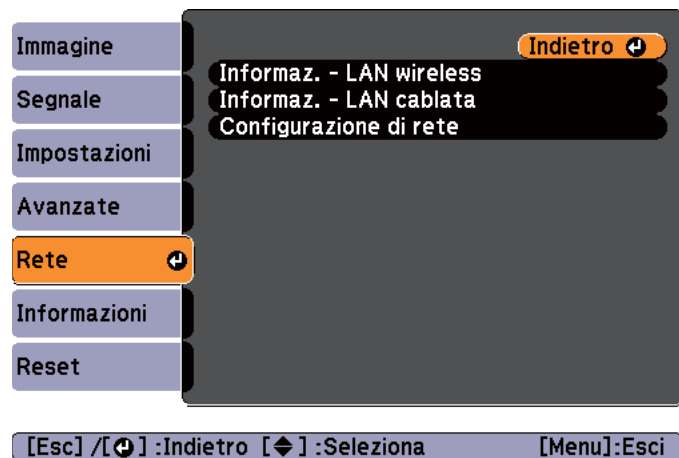 Immagine
Segnale
Impostazioni
Avanzate
Rete
Informazioni
Reset
Indietro
Informaz. - LAN wireless
Informaz. - LAN cablata
Configurazione di rete
[Esc] /[⏎] :Indietro [◆] :Seleziona [Menu]:Esci